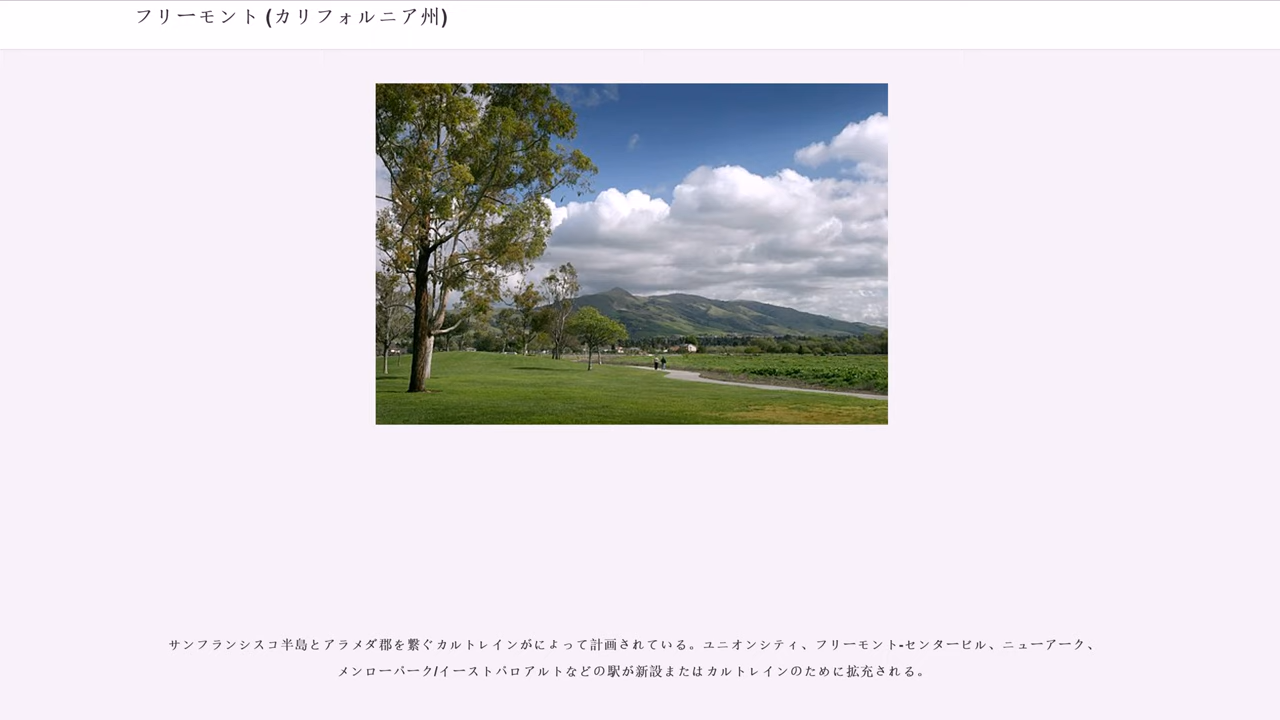 フリーモント (カリフォルニア州)
サンフランシスコ半島とアラメダ郡を繋ぐカルトレインがによって計画されている。ユニオンシティ、フリーモント-センタービル、ニューアーク、
メンローパーク/イーストパロアルトなどの駅が新設またはカルトレインのために拡充される。